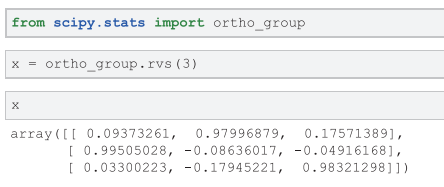 from scipy.stats import ortho_group
x = ortho_group.rvs(3)
x
array([[ 0.09373261,  0.97996879,  0.17571389],
       [ 0.99505028, -0.08636017, -0.04916168],
       [ 0.03300223, -0.17945221,  0.98321298]])